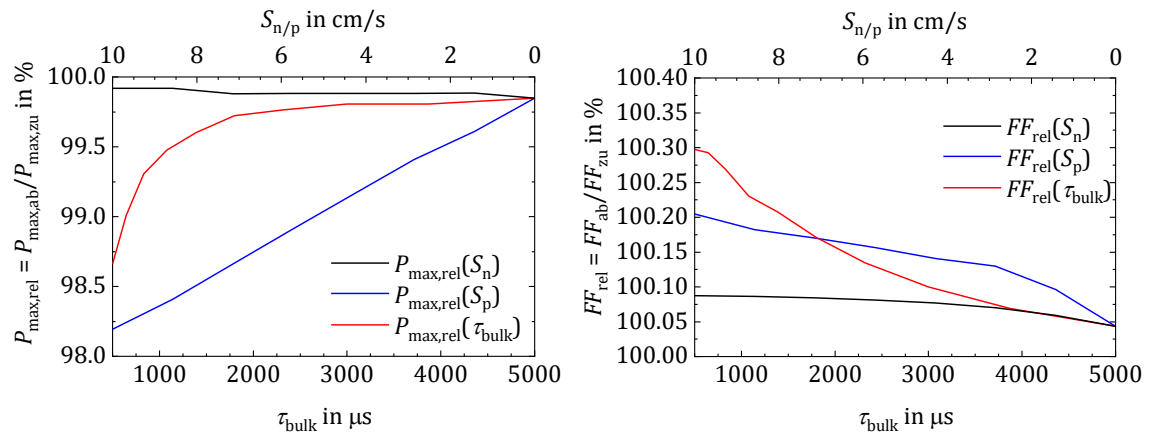 S_n/p in cm/s
10 8 6 4 2 0
P_max,rel = P_max,ab/P_max,zu in %
100.0
99.5
99.0
98.5
98.0
P_max,rel(S_n)
P_max,rel(S_p)
P_max,rel(τ_bulk)
1000 2000 3000 4000 5000
τ_bulk in μs
S_n/p in cm/s
10 8 6 4 2 0
FF_rel = FF_ab/FF_zu in %
100.40
100.35
100.30
100.25
100.20
100.15
100.10
100.05
100.00
FF_rel(S_n)
FF_rel(S_p)
FF_rel(τ_bulk)
1000 2000 3000 4000 5000
τ_bulk in μs